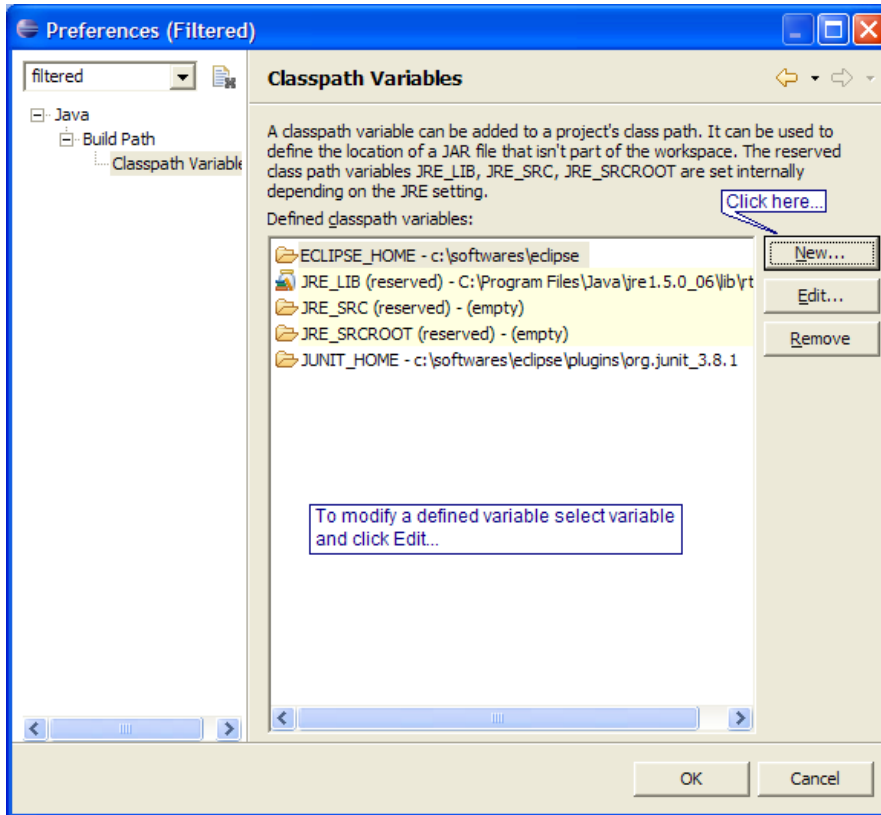 Preferences (Filtered)
filtered
Classpath Variables
Java
Build Path
Classpath Variable
A classpath variable can be added to a project's class path. It can be used to
define the location of a JAR file that isn't part of the workspace. The reserved
class path variables JRE_LIB, JRE_SRC, JRE_SRCROOT are set internally
depending on the JRE setting.
Click here...
Defined classpath variables:
ECLIPSE_HOME - c:\softwares\eclipse
JRE_LIB (reserved) - C:\Program Files\Java\jre1.5.0_06\lib\rt
JRE_SRC (reserved) - (empty)
JRE_SRCROOT (reserved) - (empty)
JUNIT_HOME - c:\softwares\eclipse\plugins\org.junit_3.8.1
New...
Edit...
Remove
To modify a defined variable select variable
and click Edit...
OK
Cancel